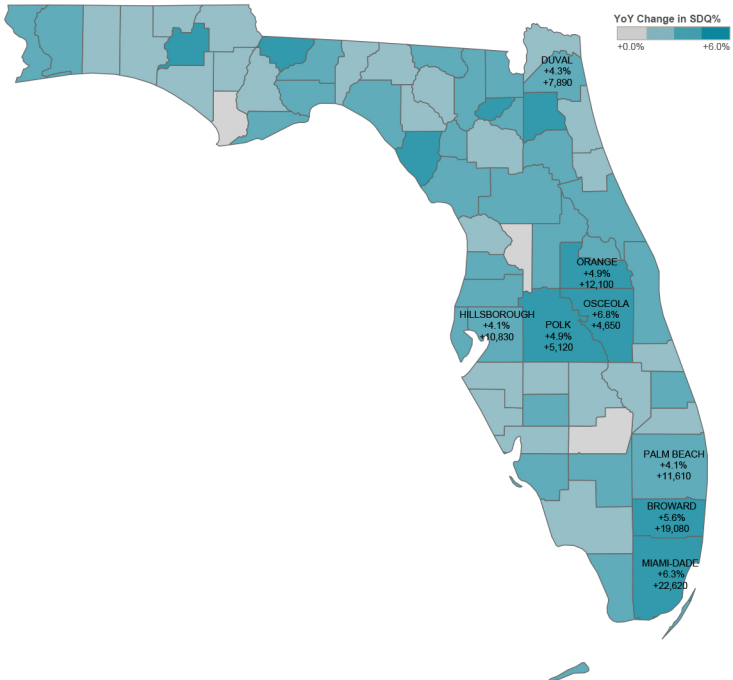 YoY Change in SDQ%
+0.0% +6.0%
DUVAL
+4.3%
+7,890
ORANGE
+4.9%
+12,100
OSCEOLA
+6.8%
+4,650
HILLSBOROUGH
+4.1%
+10,830
POLK
+4.9%
+5,120
PALM BEACH
+4.1%
+11,610
BROWARD
+5.6%
+19,080
MIAMI-DADE
+6.3%
+22,620